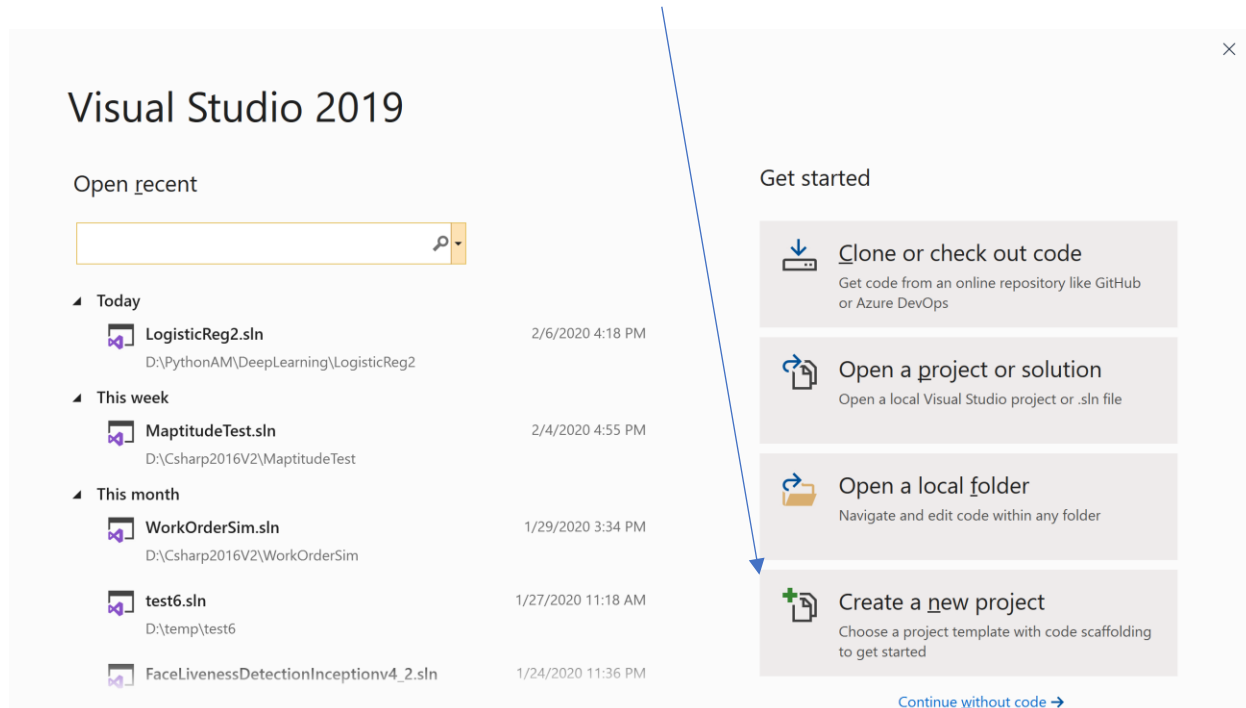 Visual Studio 2019
Open recent
Today
LogisticReg2.sln 2/6/2020 4:18 PM
D:\PythonAM\DeepLearning\LogisticReg2
This week
MaptitudeTest.sln 2/4/2020 4:55 PM
D:\Csharp2016V2\MaptitudeTest
This month
WorkOrderSim.sln 1/29/2020 3:34 PM
D:\Csharp2016V2\WorkOrderSim
test6.sln 1/27/2020 11:18 AM
D:\temp\test6
FaceLivenessDetectionInceptionv4_2.sln 1/24/2020 11:36 PM
Get started
Clone or check out code
Get code from an online repository like GitHub
or Azure DevOps
Open a project or solution
Open a local Visual Studio project or .sln file
Open a local folder
Navigate and edit code within any folder
Create a new project
Choose a project template with code scaffolding
to get started
Continue without code →